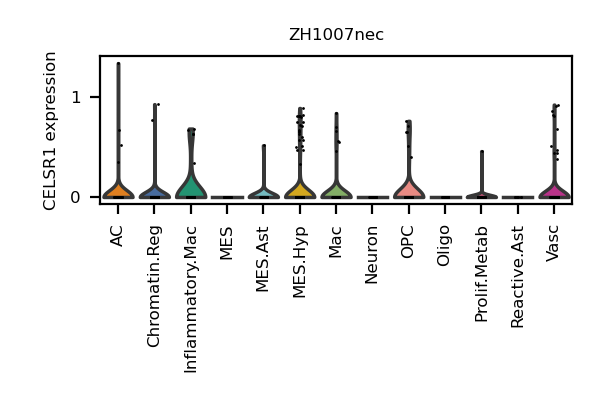 ZH1007nec
CELSR1 expression
1
0
AC
Chromatin.Reg
Inflammatory.Mac
MES
MES.Ast
MES.Hyp
Mac
Neuron
OPC
Oligo
Prolif.Metab
Reactive.Ast
Vasc